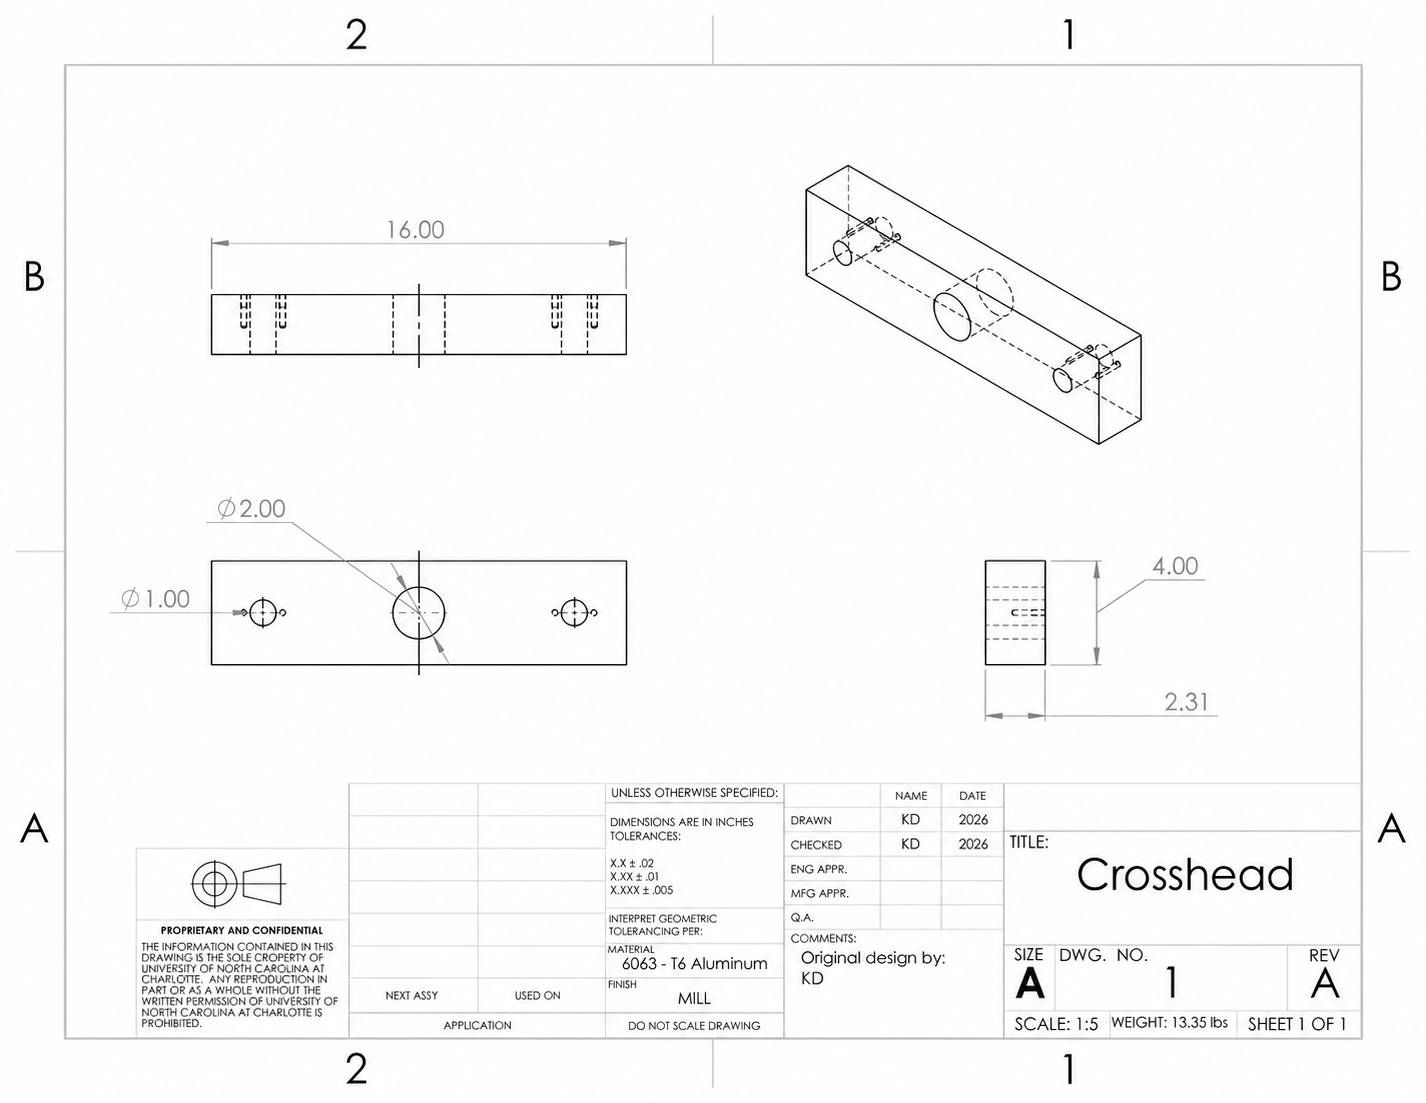 2
1
B
B
16.00
∅2.00
∅1.00
4.00
2.31
A
A
PROPRIETARY AND CONFIDENTIAL
THE INFORMATION CONTAINED IN THIS
DRAWING IS THE SOLE CROPERTY OF
UNIVERSITY OF NORTH CAROLINA AT
CHARLOTTE. ANY REPRODUCTION IN
PART OR AS A WHOLE WITHOUT THE
WRITTEN PERMISSION OF UNIVERSITY OF
NORTH CAROLINA AT CHARLOTTE IS
PROHIBITED.
NEXT ASSY
USED ON
APPLICATION
UNLESS OTHERWISE SPECIFIED:
DIMENSIONS ARE IN INCHES
TOLERANCES:
X.X ± .02
X.XX ± .01
X.XXX ± .005
INTERPRET GEOMETRIC
TOLERANCING PER:
MATERIAL
6063 - T6 Aluminum
FINISH
MILL
DO NOT SCALE DRAWING
NAME DATE
DRAWN KD 2026
CHECKED KD 2026
ENG APPR.
MFG APPR.
Q.A.
COMMENTS:
Original design by:
KD
TITLE:
Crosshead
SIZE
A
DWG. NO.
1
REV
A
SCALE: 1:5
WEIGHT: 13.35 lbs
SHEET 1 OF 1
2
1